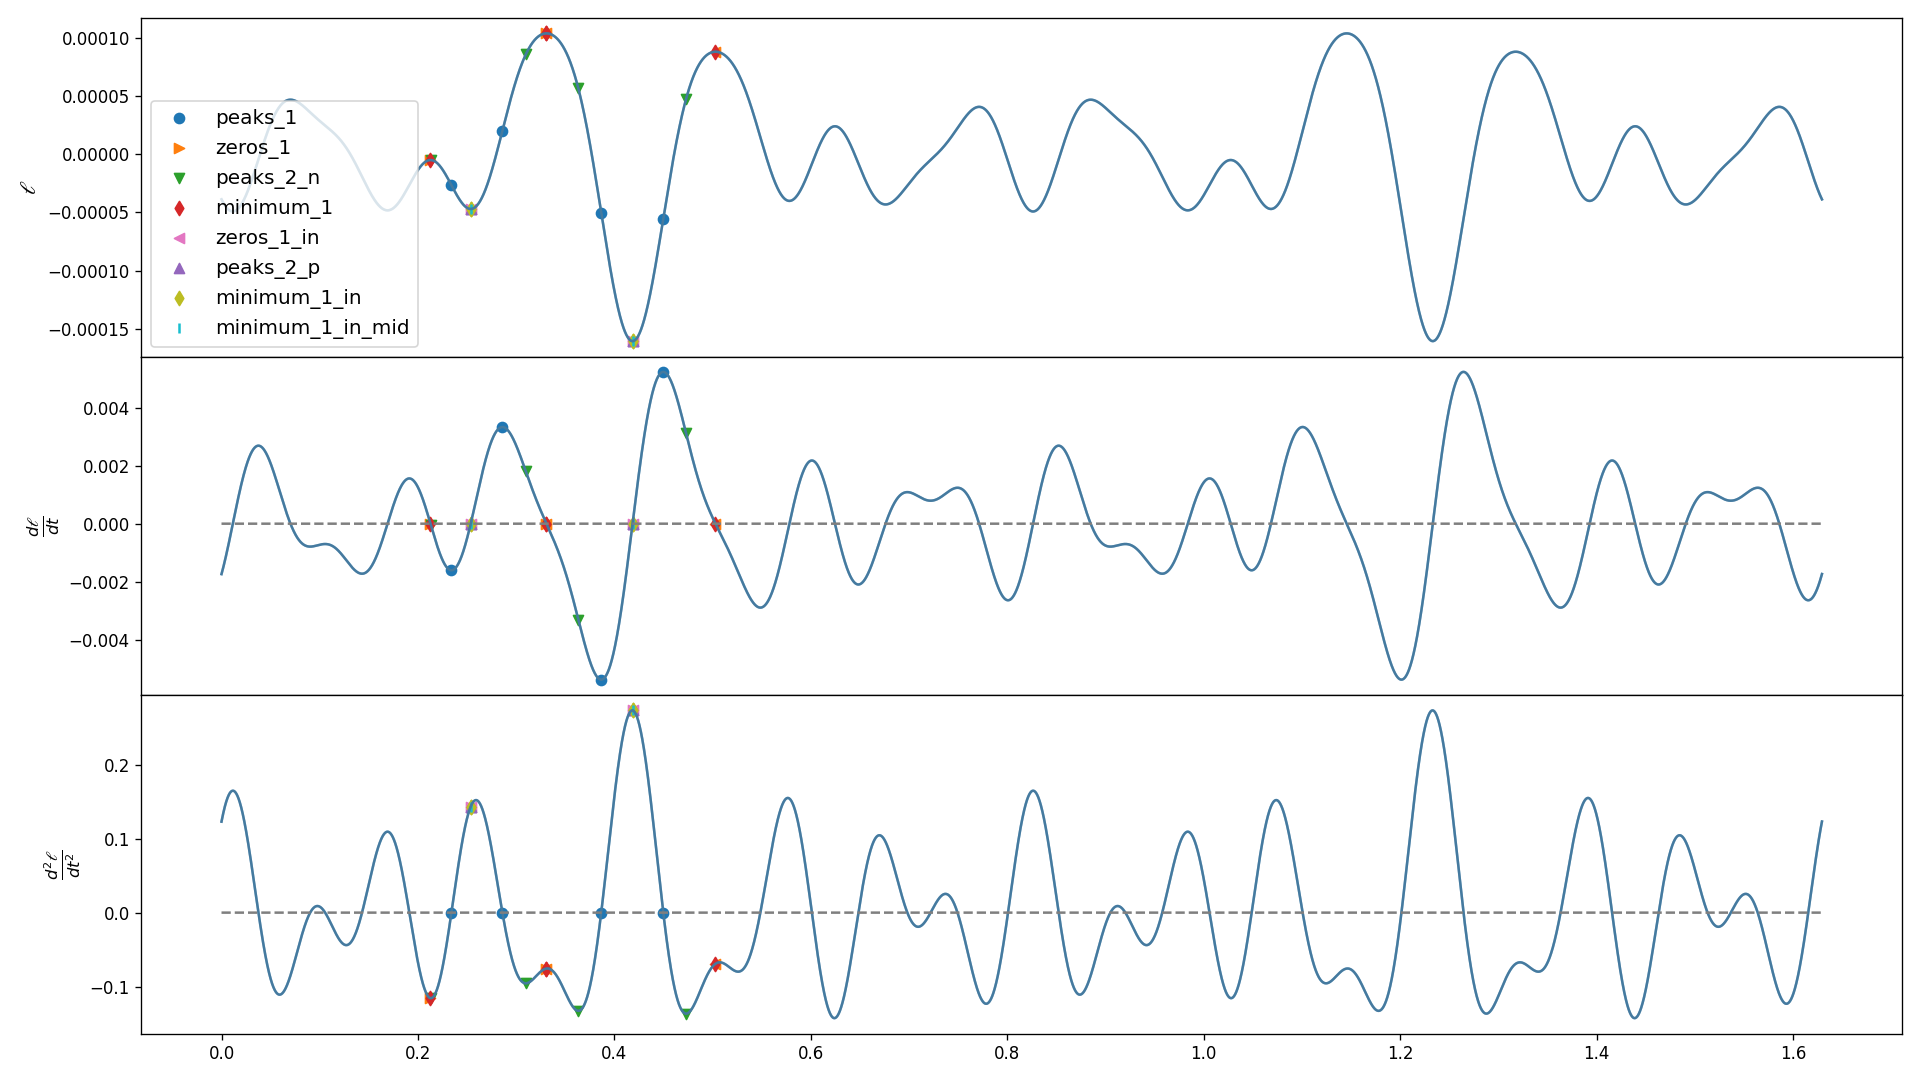 0.00010
0.00005
0.00000
−0.00005
−0.00010
−0.00015
ℓ
peaks_1
zeros_1
peaks_2_n
minimum_1
zeros_1_in
peaks_2_p
minimum_1_in
minimum_1_in_mid
0.004
0.002
0.000
−0.002
−0.004
dℓ
dt
0.2
0.1
0.0
−0.1
d²ℓ
dt²
0.0 0.2 0.4 0.6 0.8 1.0 1.2 1.4 1.6